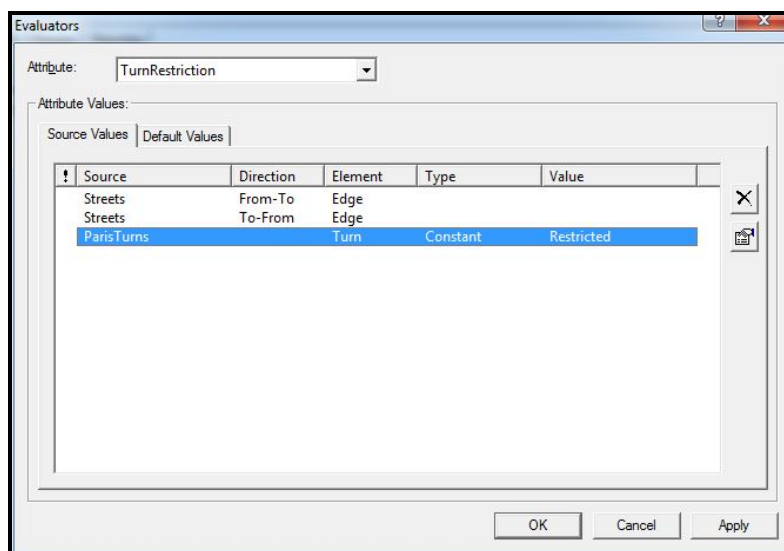 Evaluators
Attribute: TurnRestriction
Attribute Values:
Source Values Default Values
! Source Direction Element Type Value
Streets From-To Edge
Streets To-From Edge
ParisTurns Turn Constant Restricted
OK Cancel Apply